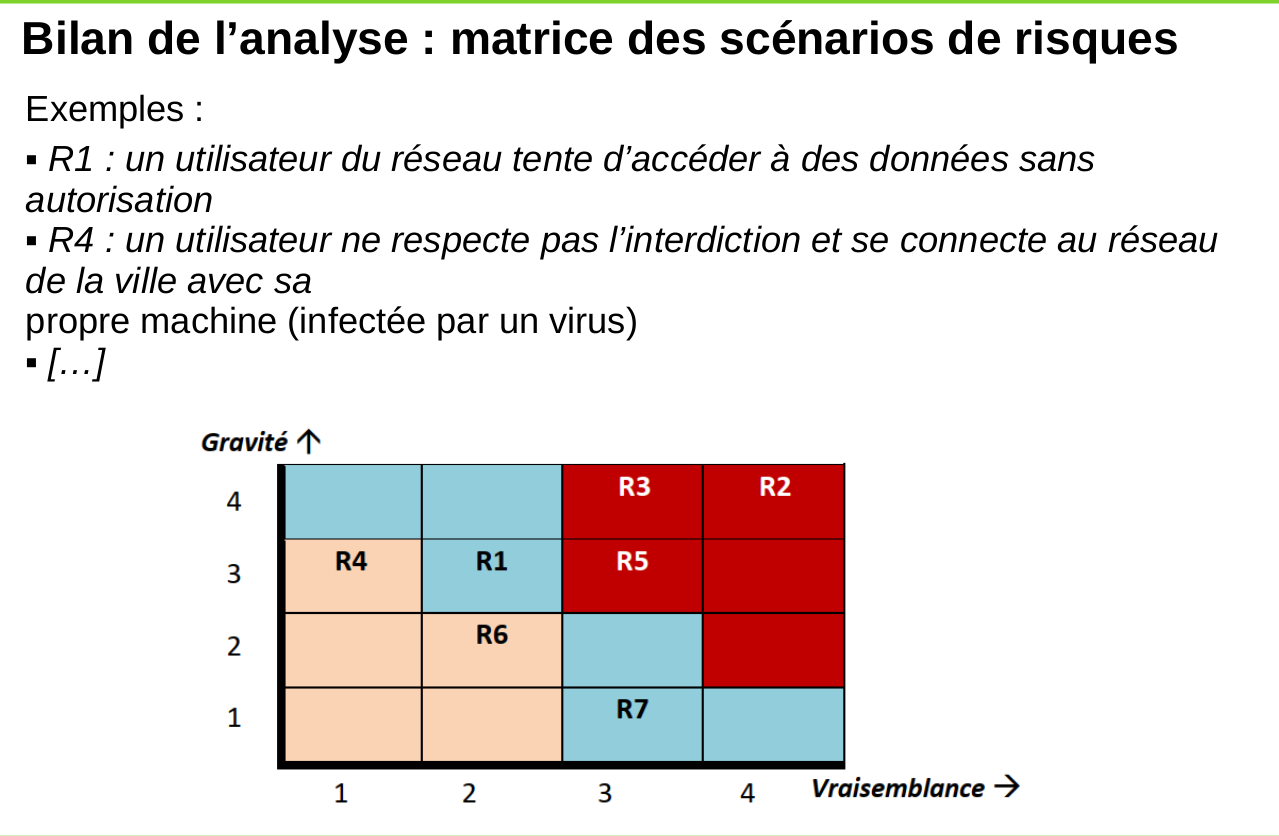 Bilan de l’analyse : matrice des scénarios de risques
Exemples :
▪ R1 : un utilisateur du réseau tente d’accéder à des données sans
autorisation
▪ R4 : un utilisateur ne respecte pas l’interdiction et se connecte au réseau
de la ville avec sa
propre machine (infectée par un virus)
▪ […]
Gravité ↑
4 R3 R2
3 R4 R1 R5
2 R6
1 R7
1 2 3 4 Vraisemblance →